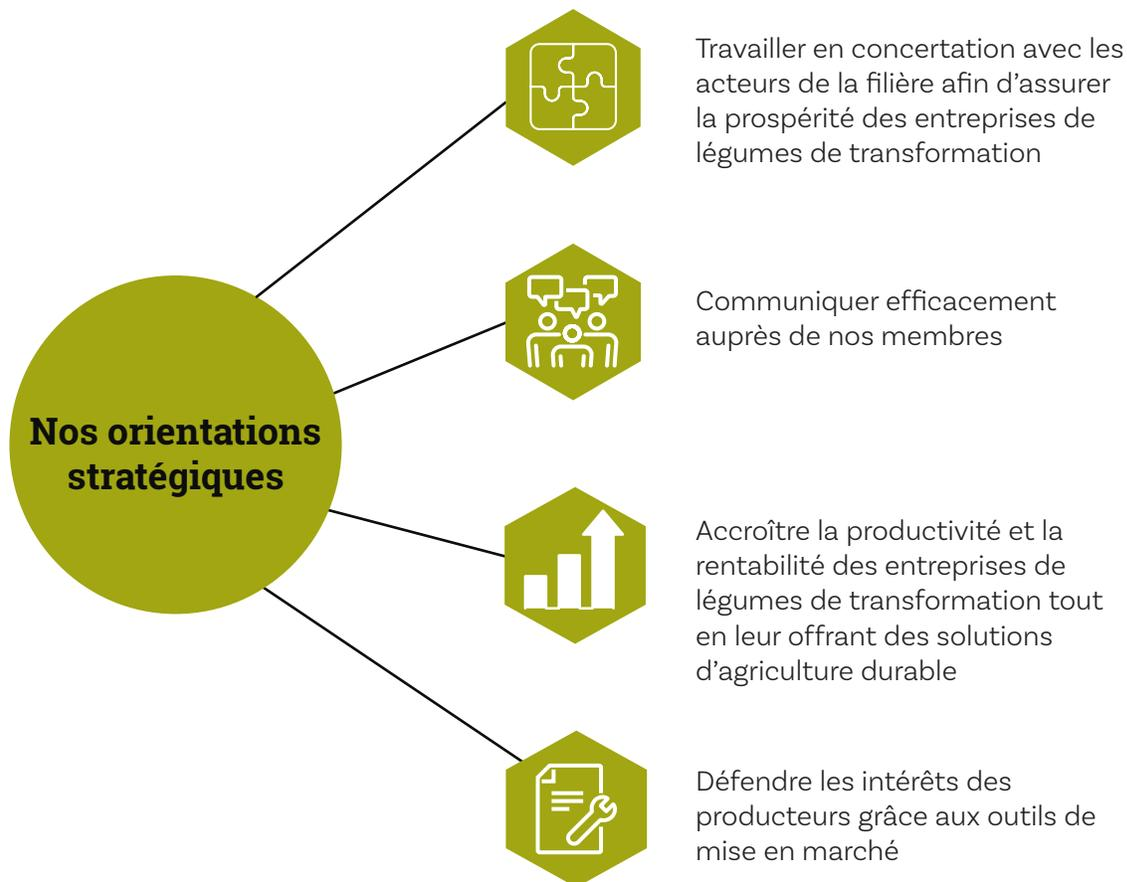 Travailler en concertation avec les
acteurs de la filière afin d’assurer
la prospérité des entreprises de
légumes de transformation
Communiquer efficacement
auprès de nos membres
Nos orientations
stratégiques
Accroître la productivité et la
rentabilité des entreprises de
légumes de transformation tout
en leur offrant des solutions
d’agriculture durable
Défendre les intérêts des
producteurs grâce aux outils de
mise en marché